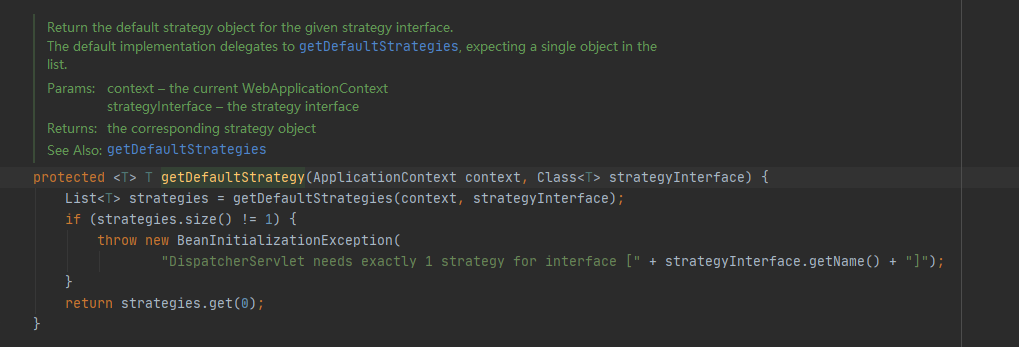 Return the default strategy object for the given strategy interface.
The default implementation delegates to getDefaultStrategies, expecting a single object in the
list.
Params: context – the current WebApplicationContext
strategyInterface – the strategy interface
Returns: the corresponding strategy object
See Also: getDefaultStrategies
protected <T> T getDefaultStrategy(ApplicationContext context, Class<T> strategyInterface) {
List<T> strategies = getDefaultStrategies(context, strategyInterface);
if (strategies.size() != 1) {
throw new BeanInitializationException(
"DispatcherServlet needs exactly 1 strategy for interface [" + strategyInterface.getName() + "]");
}
return strategies.get(0);
}